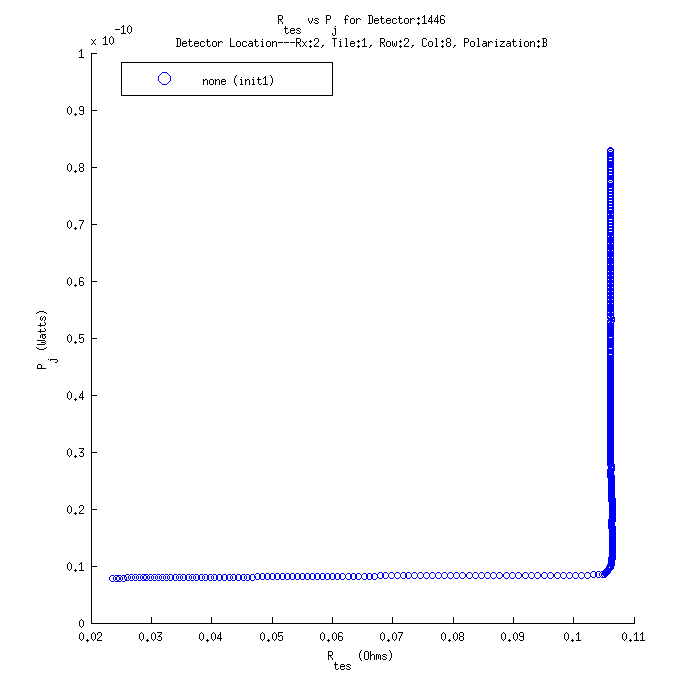 R_tes vs P_j for Detector:1446
x 10^-10
Detector Location---Rx:2, Tile:1, Row:2, Col:8, Polarization:B
1
none (init1)
0.9
0.8
0.7
0.6
0.5
P_j (Watts)
0.4
0.3
0.2
0.1
0
0.02 0.03 0.04 0.05 0.06 0.07 0.08 0.09 0.1 0.11
R_tes (Ohms)